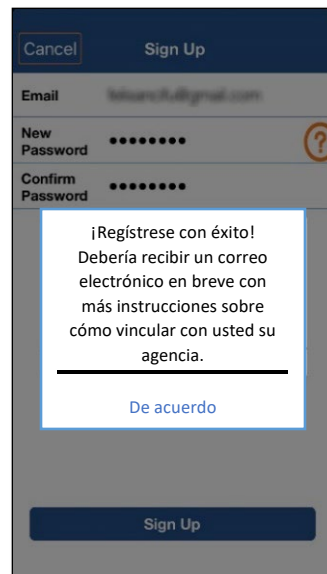 Cancel Sign Up
Email
New
Password ••••••••
?
Confirm
Password ••••••••
¡Regístrese con éxito!
Debería recibir un correo
electrónico en breve con
más instrucciones sobre
cómo vincular con usted su
agencia.
De acuerdo
Sign Up